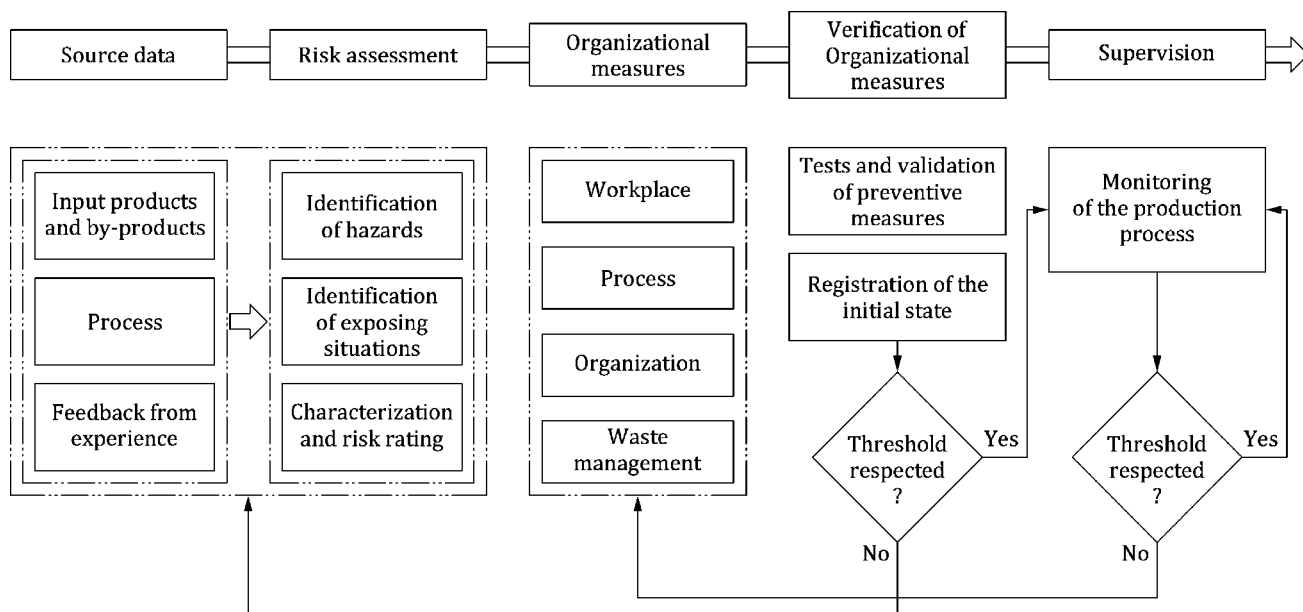 Source data
Risk assessment
Organizational
measures
Verification of
Organizational
measures
Supervision
Input products
and by-products
Process
Feedback from
experience
Identification
of hazards
Identification
of exposing
situations
Characterization
and risk rating
Workplace
Process
Organization
Waste
management
Tests and validation
of preventive
measures
Registration of the
initial state
Threshold
respected
?
Yes
No
Monitoring
of the production
process
Threshold
respected
?
Yes
No